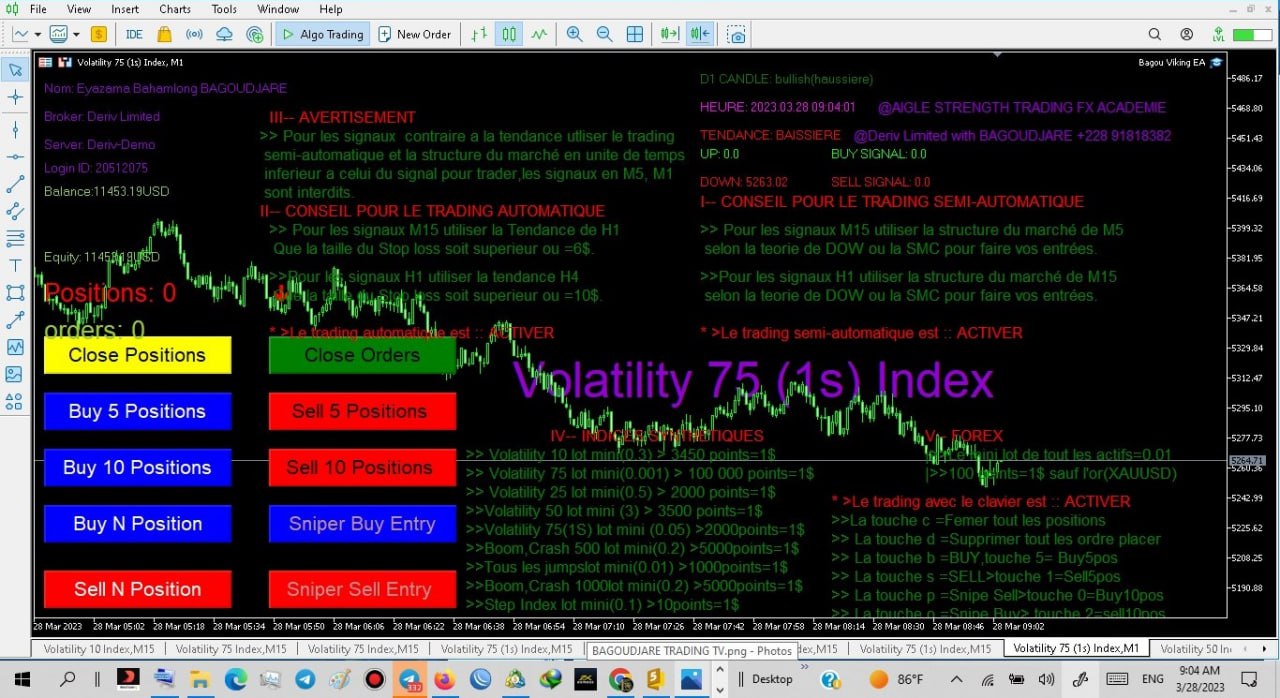 File View Insert Charts Tools Window Help
IDE Algo Trading New Order LVL
Volatility 75 (1s) Index, M1
Bagou Viking EA
Nom: Eyazama Bahamlong BAGOUDJARE
Broker: Deriv Limited
Server: Deriv-Demo
Login ID: 20512075
Balance:11453.19USD
Equity: 11453.19USD
Positions: 0
orders: 0
III-- AVERTISEMENT
>> Pour les signaux contraire a la tendance utliser le trading
semi-automatique et la structure du marché en unite de temps
inferieur a celui du signal pour trader,les signaux en M5, M1
sont interdits.
II-- CONSEIL POUR LE TRADING AUTOMATIQUE
>> Pour les signaux M15 utiliser la Tendance de H1
Que la taille du Stop loss soit superieur ou =6$.
>>Pour les signaux H1 utiliser la tendance H4
la taille du Stop loss soit superieur ou =10$.
* >Le trading automatique est :: ACTIVER
D1 CANDLE: bullish(haussiere)
HEURE: 2023.03.28 09:04:01 @AIGLE STRENGTH TRADING FX ACADEMIE
TENDANCE: BAISSIERE @Deriv Limited with BAGOUDJARE +228 91818382
UP: 0.0 BUY SIGNAL: 0.0
DOWN: 5263.02 SELL SIGNAL: 0.0
I-- CONSEIL POUR LE TRADING SEMI-AUTOMATIQUE
>> Pour les signaux M15 utiliser la structure du marché de M5
selon la teorie de DOW ou la SMC pour faire vos entrées.
>>Pour les signaux H1 utiliser la structure du marché de M15
selon la teorie de DOW ou la SMC pour faire vos entrées.
* >Le trading semi-automatique est :: ACTIVER
Close Positions Close Orders
Buy 5 Positions Sell 5 Positions
Buy 10 Positions Sell 10 Positions
Buy N Position Sniper Buy Entry
Sell N Position Sniper Sell Entry
Volatility 75 (1s) Index
IV-- INDICES SYNTHETIQUES
>> Volatility 10 lot mini(0.3) > 3450 points=1$
>> Volatility 75 lot mini(0.001) > 100 000 points=1$
>> Volatility 25 lot mini(0.5) > 2000 points=1$
>>Volatility 50 lot mini (3) > 3500 points=1$
>>Volatility 75(1S) lot mini (0.05) >2000points=1$
>>Boom,Crash 500 lot mini(0.2) >5000points=1$
>>Tous les jumpslot mini(0.01) >1000points=1$
>>Boom,Crash 1000lot mini(0.2) >5000points=1$
>>Step Index lot mini(0.1) >10points=1$
V-- FOREX
>>Le mini lot de tout les actifs=0.01
>>100 points=1$ sauf l'or(XAUUSD)
* >Le trading avec le clavier est :: ACTIVER
>>La touche c =Femer tout les positions
>> La touche d =Supprimer tout les ordre placer
>> La touche b =BUY,touche 5= Buy5pos
>> La touche s =SELL>touche 1=Sell5pos
>> La touche p =Snipe Sell>touche 0=Buy10pos
>> La touche o =Snipe Buy> touche 2=sell10pos
5486.17
5468.80
5451.43
5434.06
5416.69
5399.32
5381.95
5364.58
5347.21
5329.84
5312.47
5295.10
5277.73
5264.71
5260.36
5242.99
5225.62
5208.25
5190.88
28 Mar 2023 28 Mar 05:02 28 Mar 05:18 28 Mar 05:34 28 Mar 05:50 28 Mar 06:06 28 Mar 06:22 28 Mar 06:38 28 Mar 06:54 28 Mar 07:10 28 Mar 07:26 28 Mar 07:42 28 Mar 07:58 28 Mar 08:14 28 Mar 08:30 28 Mar 08:46 28 Mar 09:02
Volatility 10 Index,M15 Volatility 75 Index,M15 Volatility 75 Index,M15 Volatility 75 (1s) Index,M15 BAGOUDJARE TRADING TV.png - Photos ex,M15 Volatility 75 (1s) Index,M15 Volatility 75 (1s) Index,M1 Volatility 50 In
Desktop 86°F ENG 9:04 AM
3/28/2023